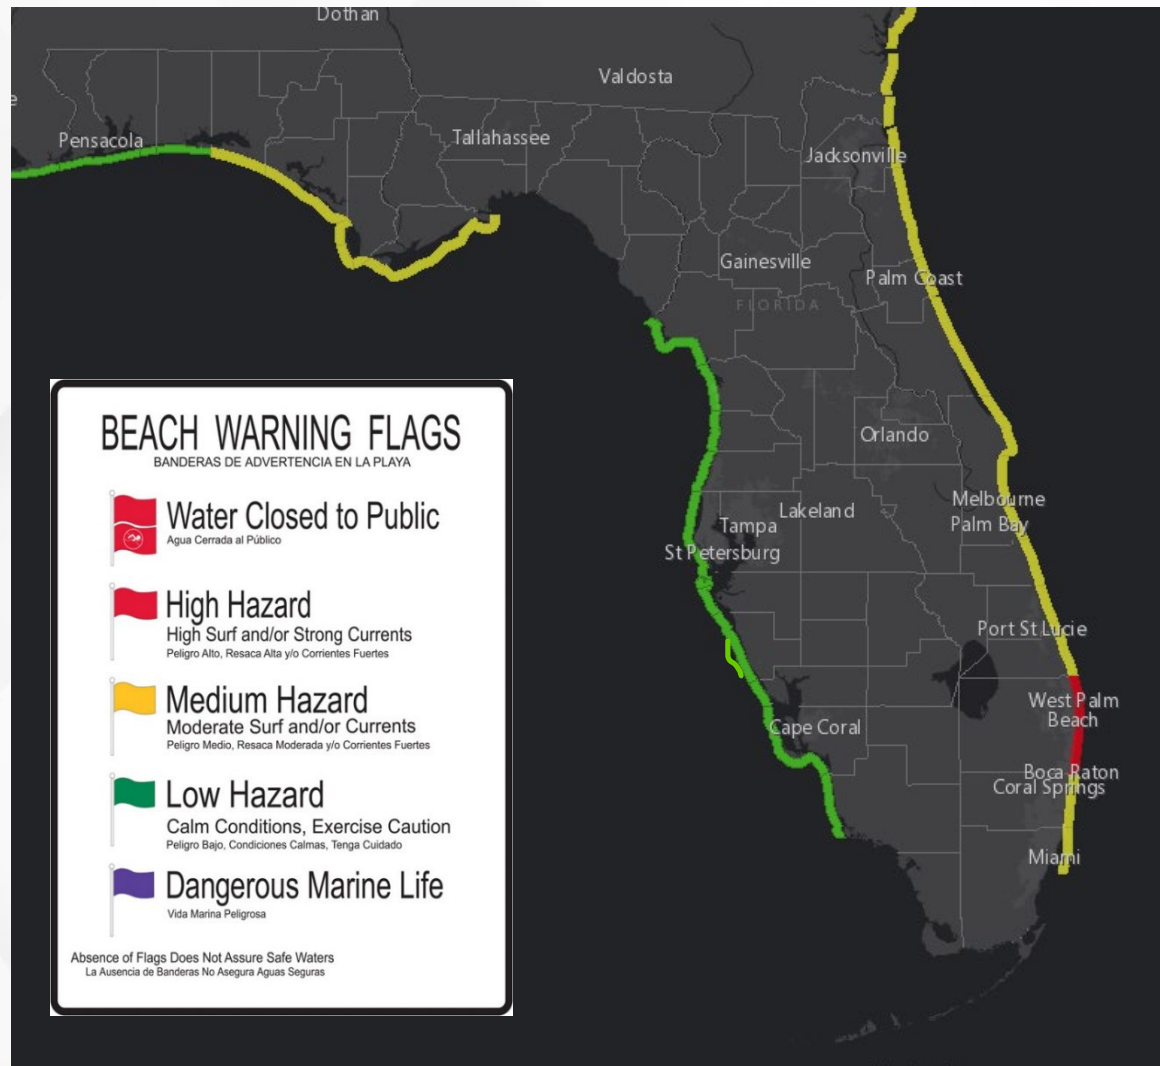 Dothan
Valdosta
e
Pensacola
Tallahassee
Jacksonville
Gainesville
Palm Coast
FLORIDA
Orlando
Melbourne
Lakeland
Palm Bay
Tampa
St Petersburg
Port St Lucie
West Palm
Beach
Cape Coral
Boca Raton
Coral Springs
Miami
BEACH WARNING FLAGS
BANDERAS DE ADVERTENCIA EN LA PLAYA
Water Closed to Public
Agua Cerrada al Público
High Hazard
High Surf and/or Strong Currents
Peligro Alto, Resaca Alta y/o Corrientes Fuertes
Medium Hazard
Moderate Surf and/or Currents
Peligro Medio, Resaca Moderada y/o Corrientes Fuertes
Low Hazard
Calm Conditions, Exercise Caution
Peligro Bajo, Condiciones Calmas, Tenga Cuidado
Dangerous Marine Life
Vida Marina Peligrosa
Absence of Flags Does Not Assure Safe Waters
La Ausencia de Banderas No Asegura Aguas Seguras